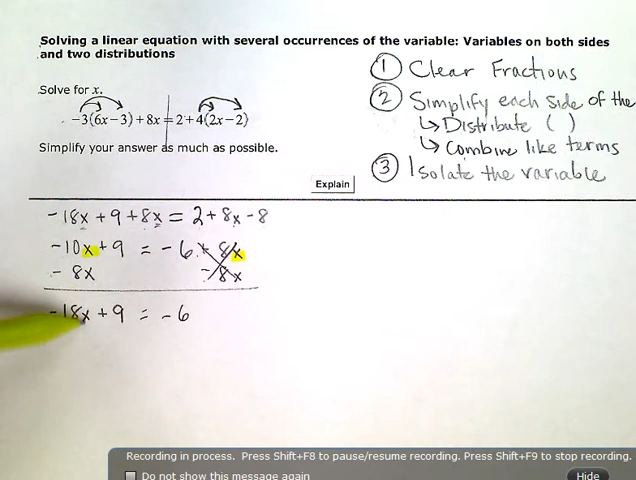 Solving a linear equation with several occurrences of the variable: Variables on both sides
and two distributions
Solve for x.
−3(6x−3)+8x=2+4(2x−2)
Simplify your answer as much as possible.
Explain
① Clear Fractions
② Simplify each side of the
↳ Distribute ( )
↳ Combine like terms
③ Isolate the variable
-18x + 9 + 8x = 2 + 8x - 8
-10x + 9 = -6 + 8x
- 8x - 8x
-18x + 9 = -6
Recording in process. Press Shift+F8 to pause/resume recording. Press Shift+F9 to stop recording.
Do not show this message again
Hide